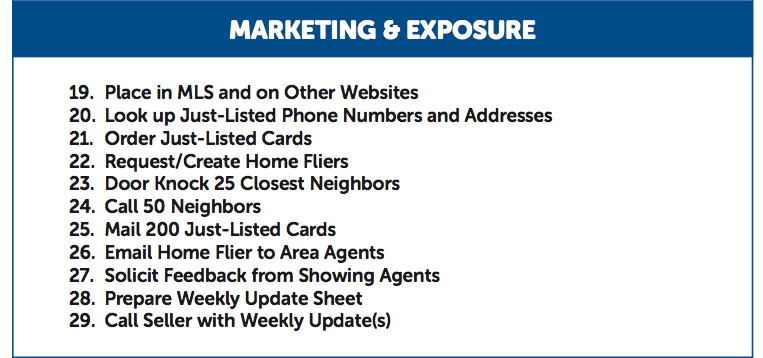 MARKETING & EXPOSURE
19. Place in MLS and on Other Websites
20. Look up Just-Listed Phone Numbers and Addresses
21. Order Just-Listed Cards
22. Request/Create Home Fliers
23. Door Knock 25 Closest Neighbors
24. Call 50 Neighbors
25. Mail 200 Just-Listed Cards
26. Email Home Flier to Area Agents
27. Solicit Feedback from Showing Agents
28. Prepare Weekly Update Sheet
29. Call Seller with Weekly Update(s)